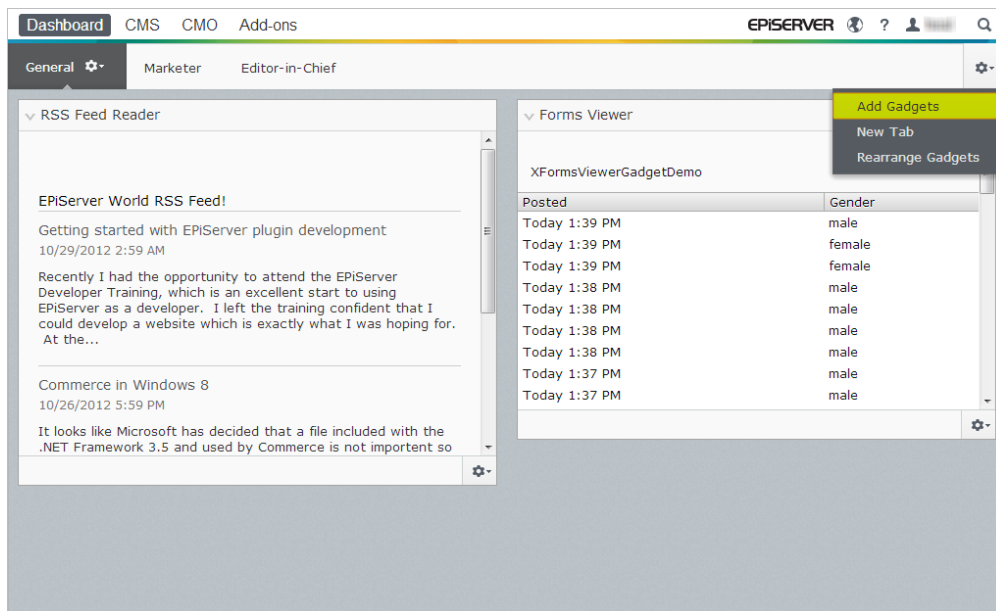 Dashboard CMS CMO Add-ons EPiSERVER ?
General Marketer Editor-in-Chief
Add Gadgets
New Tab
Rearrange Gadgets
RSS Feed Reader
EPiServer World RSS Feed!
Getting started with EPiServer plugin development
10/29/2012 2:59 AM
Recently I had the opportunity to attend the EPiServer
Developer Training, which is an excellent start to using
EPiServer as a developer. I left the training confident that I
could develop a website which is exactly what I was hoping for.
At the...
Commerce in Windows 8
10/26/2012 5:59 PM
It looks like Microsoft has decided that a file included with the
.NET Framework 3.5 and used by Commerce is not importent so
Forms Viewer
XFormsViewerGadgetDemo
Posted Gender
Today 1:39 PM male
Today 1:39 PM female
Today 1:39 PM female
Today 1:38 PM male
Today 1:38 PM male
Today 1:38 PM male
Today 1:38 PM male
Today 1:37 PM male
Today 1:37 PM male